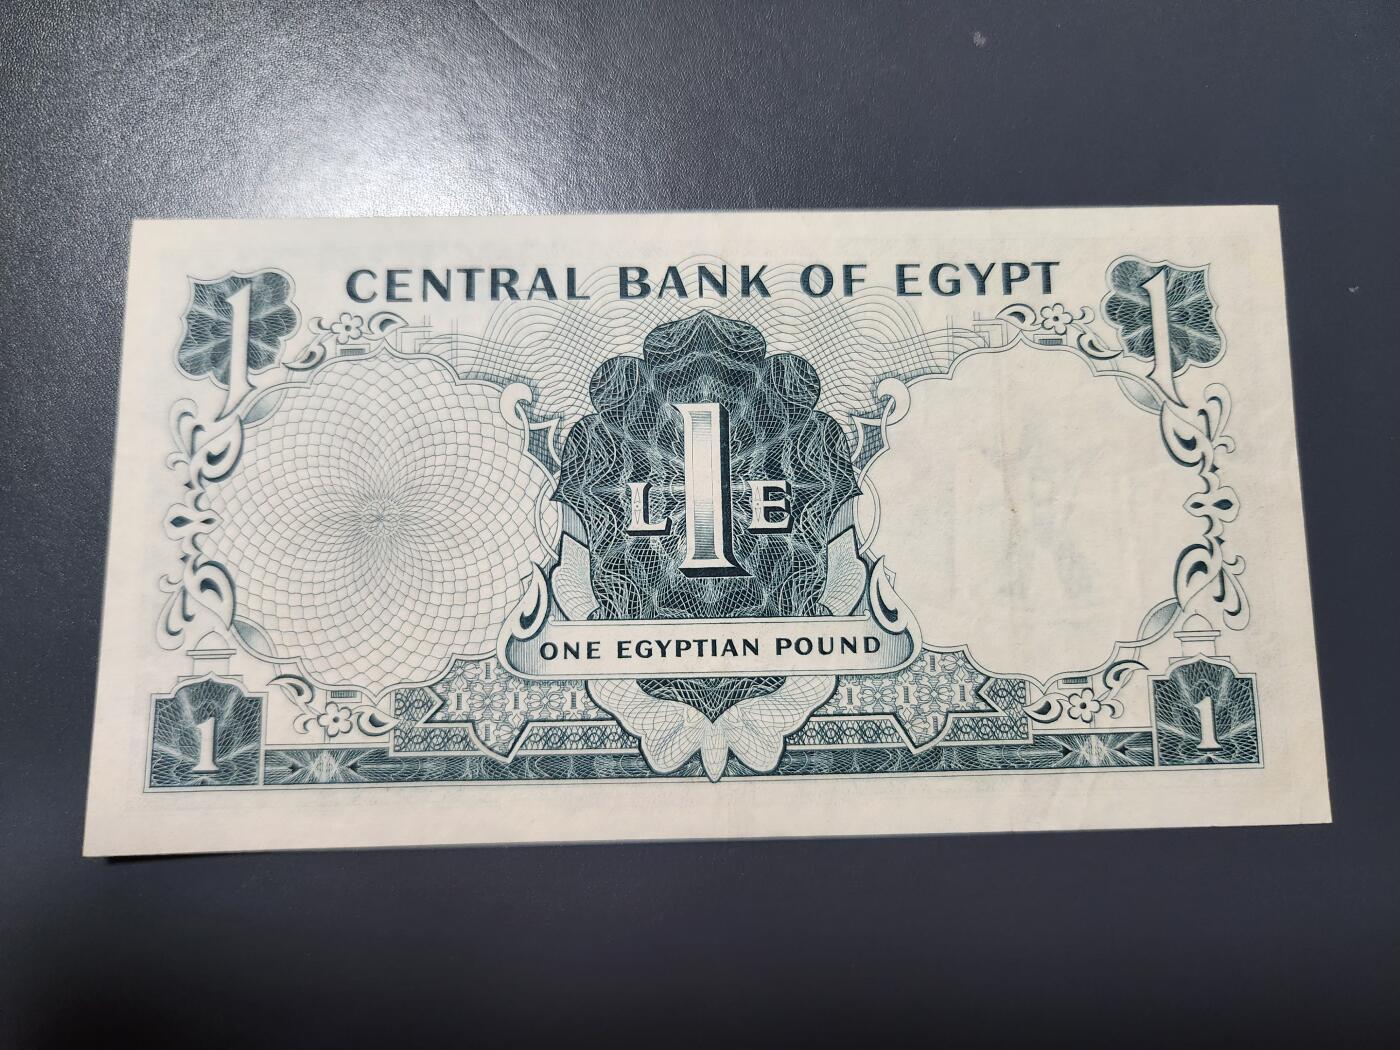 CENTRAL BANK OF EGYPT
1 1
L 1 E
ONE EGYPTIAN POUND
1 1